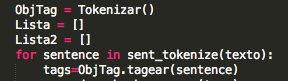 ObjTag = Tokenizar()
Lista = []
Lista2 = []
for sentence in sent_tokenize(texto):
    tags=ObjTag.tagear(sentence)